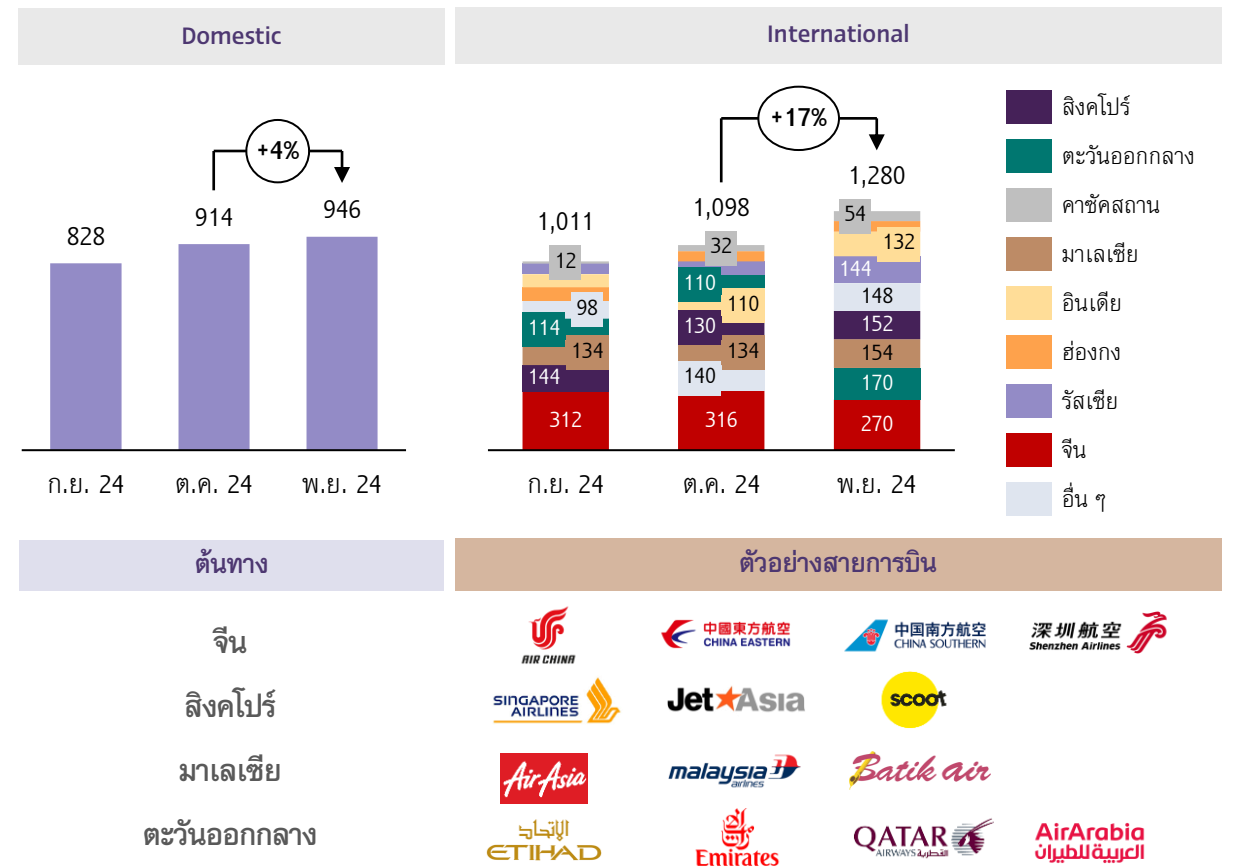 Domestic
International
+4%
828
914
946
ก.ย. 24
ต.ค. 24
พ.ย. 24
+17%
1,011
1,098
1,280
12
98
114
134
144
312
32
110
110
130
134
140
316
54
132
144
148
152
154
170
270
ก.ย. 24
ต.ค. 24
พ.ย. 24
สิงคโปร์
ตะวันออกกลาง
คาซัคสถาน
มาเลเซีย
อินเดีย
ฮ่องกง
รัสเซีย
จีน
อื่น ๆ
ต้นทาง
ตัวอย่างสายการบิน
จีน
AIR CHINA
中國東方航空
CHINA EASTERN
中国南方航空
CHINA SOUTHERN
深圳航空
Shenzhen Airlines
สิงคโปร์
SINGAPORE
AIRLINES
Jet Asia
scoot
มาเลเซีย
AirAsia
malaysia
airlines
Batik air
ตะวันออกกลาง
الإتحاد
ETIHAD
Emirates
QATAR
AIRWAYS القطرية
AirArabia
العربية للطيران